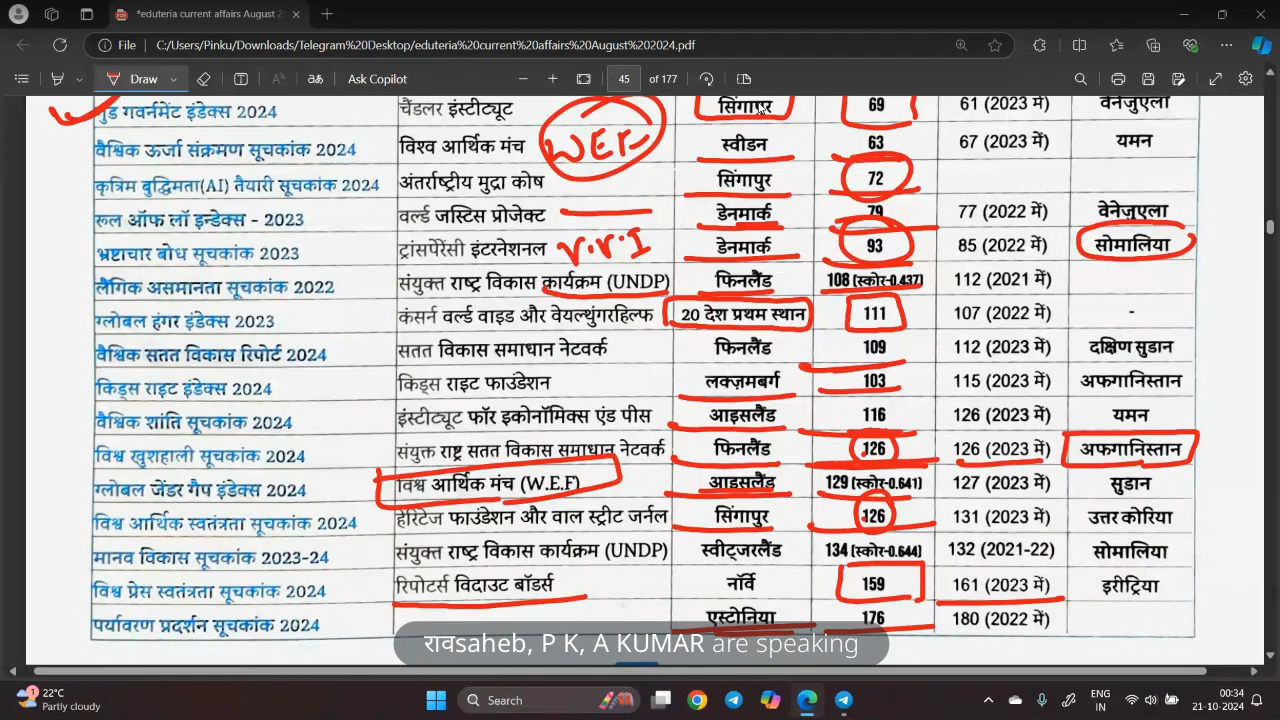 *eduteria current affairs August 2
File C:/Users/Pinku/Downloads/Telegram%20Desktop/eduteria%20current%20affairs%20August%202024.pdf
Draw Ask Copilot 45 of 177
गुड गवर्नमेंट इंडेक्स 2024 चैंडलर इंस्टीट्यूट सिंगापुर 69 61 (2023 में) वेनेजुएला
वैश्विक ऊर्जा संक्रमण सूचकांक 2024 विश्व आर्थिक मंच WEF स्वीडन 63 67 (2023 में) यमन
कृत्रिम बुद्धिमता(AI) तैयारी सूचकांक 2024 अंतर्राष्ट्रीय मुद्रा कोष सिंगापुर 72
रूल ऑफ लॉ इन्डेक्स - 2023 वर्ल्ड जस्टिस प्रोजेक्ट डेनमार्क 79 77 (2022 में) वेनेजुएला
भ्रष्टाचार बोध सूचकांक 2023 ट्रांसपेरेंसी इंटरनेशनल V.V.I डेनमार्क 93 85 (2022 में) सोमालिया
लैंगिक असमानता सूचकांक 2022 संयुक्त राष्ट्र विकास कार्यक्रम (UNDP) फिनलैंड 108 (स्कोर-0.437) 112 (2021 में)
ग्लोबल हंगर इंडेक्स 2023 कंसर्न वर्ल्ड वाइड और वेयल्थुंगरहिल्फ 20 देश प्रथम स्थान 111 107 (2022 में) -
वैश्विक सतत विकास रिपोर्ट 2024 सतत विकास समाधान नेटवर्क फिनलैंड 109 112 (2023 में) दक्षिण सुडान
किड्स राइट इंडेक्स 2024 किड्स राइट फाउंडेशन लक्ज़मबर्ग 103 115 (2023 में) अफगानिस्तान
वैश्विक शांति सूचकांक 2024 इंस्टीट्यूट फॉर इकोनॉमिक्स एंड पीस आइसलैंड 116 126 (2023 में) यमन
विश्व खुशहाली सूचकांक 2024 संयुक्त राष्ट्र सतत विकास समाधान नेटवर्क फिनलैंड 126 126 (2023 में) अफगानिस्तान
ग्लोबल जेंडर गैप इंडेक्स 2024 विश्व आर्थिक मंच (W.E.F) आइसलैंड 129 (स्कोर-0.641) 127 (2023 में) सुडान
विश्व आर्थिक स्वतंत्रता सूचकांक 2024 हेरिटेज फाउंडेशन और वाल स्ट्रीट जर्नल सिंगापुर 126 131 (2023 में) उत्तर कोरिया
मानव विकास सूचकांक 2023-24 संयुक्त राष्ट्र विकास कार्यक्रम (UNDP) स्वीट्जरलैंड 134 (स्कोर-0.644) 132 (2021-22) सोमालिया
विश्व प्रेस स्वतंत्रता सूचकांक 2024 रिपोटर्स विदाउट बॉडर्स नॉर्वे 159 161 (2023 में) इरीट्रिया
पर्यावरण प्रदर्शन सूचकांक 2024 एस्टोनिया 176 180 (2022 में)
रावsaheb, P K, A KUMAR are speaking
1 22°C Search ENG 00:34
Partly cloudy IN 21-10-2024